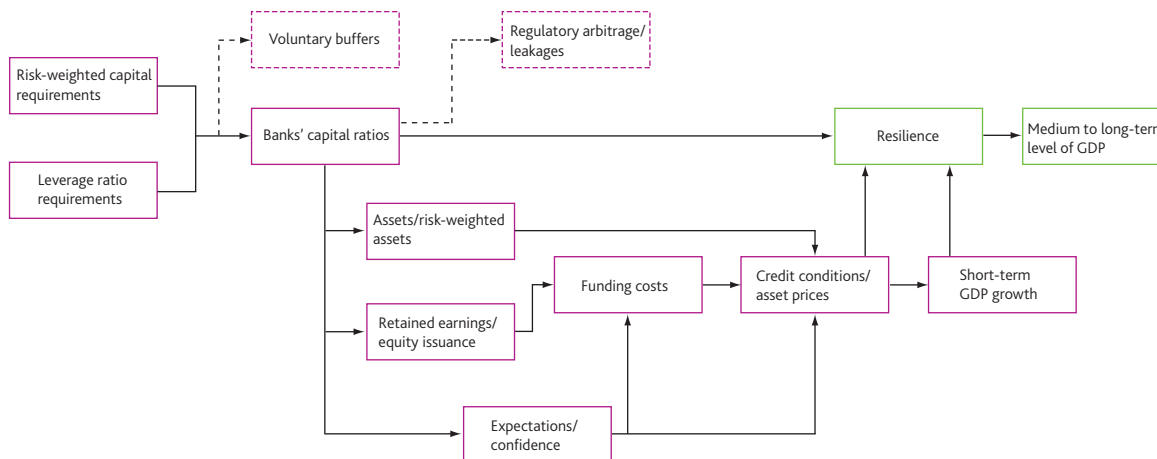 Voluntary buffers
Regulatory arbitrage/
leakages
Risk-weighted capital
requirements
Banks' capital ratios
Resilience
Medium to long-term
level of GDP
Leverage ratio
requirements
Assets/risk-weighted
assets
Funding costs
Credit conditions/
asset prices
Short-term
GDP growth
Retained earnings/
equity issuance
Expectations/
confidence